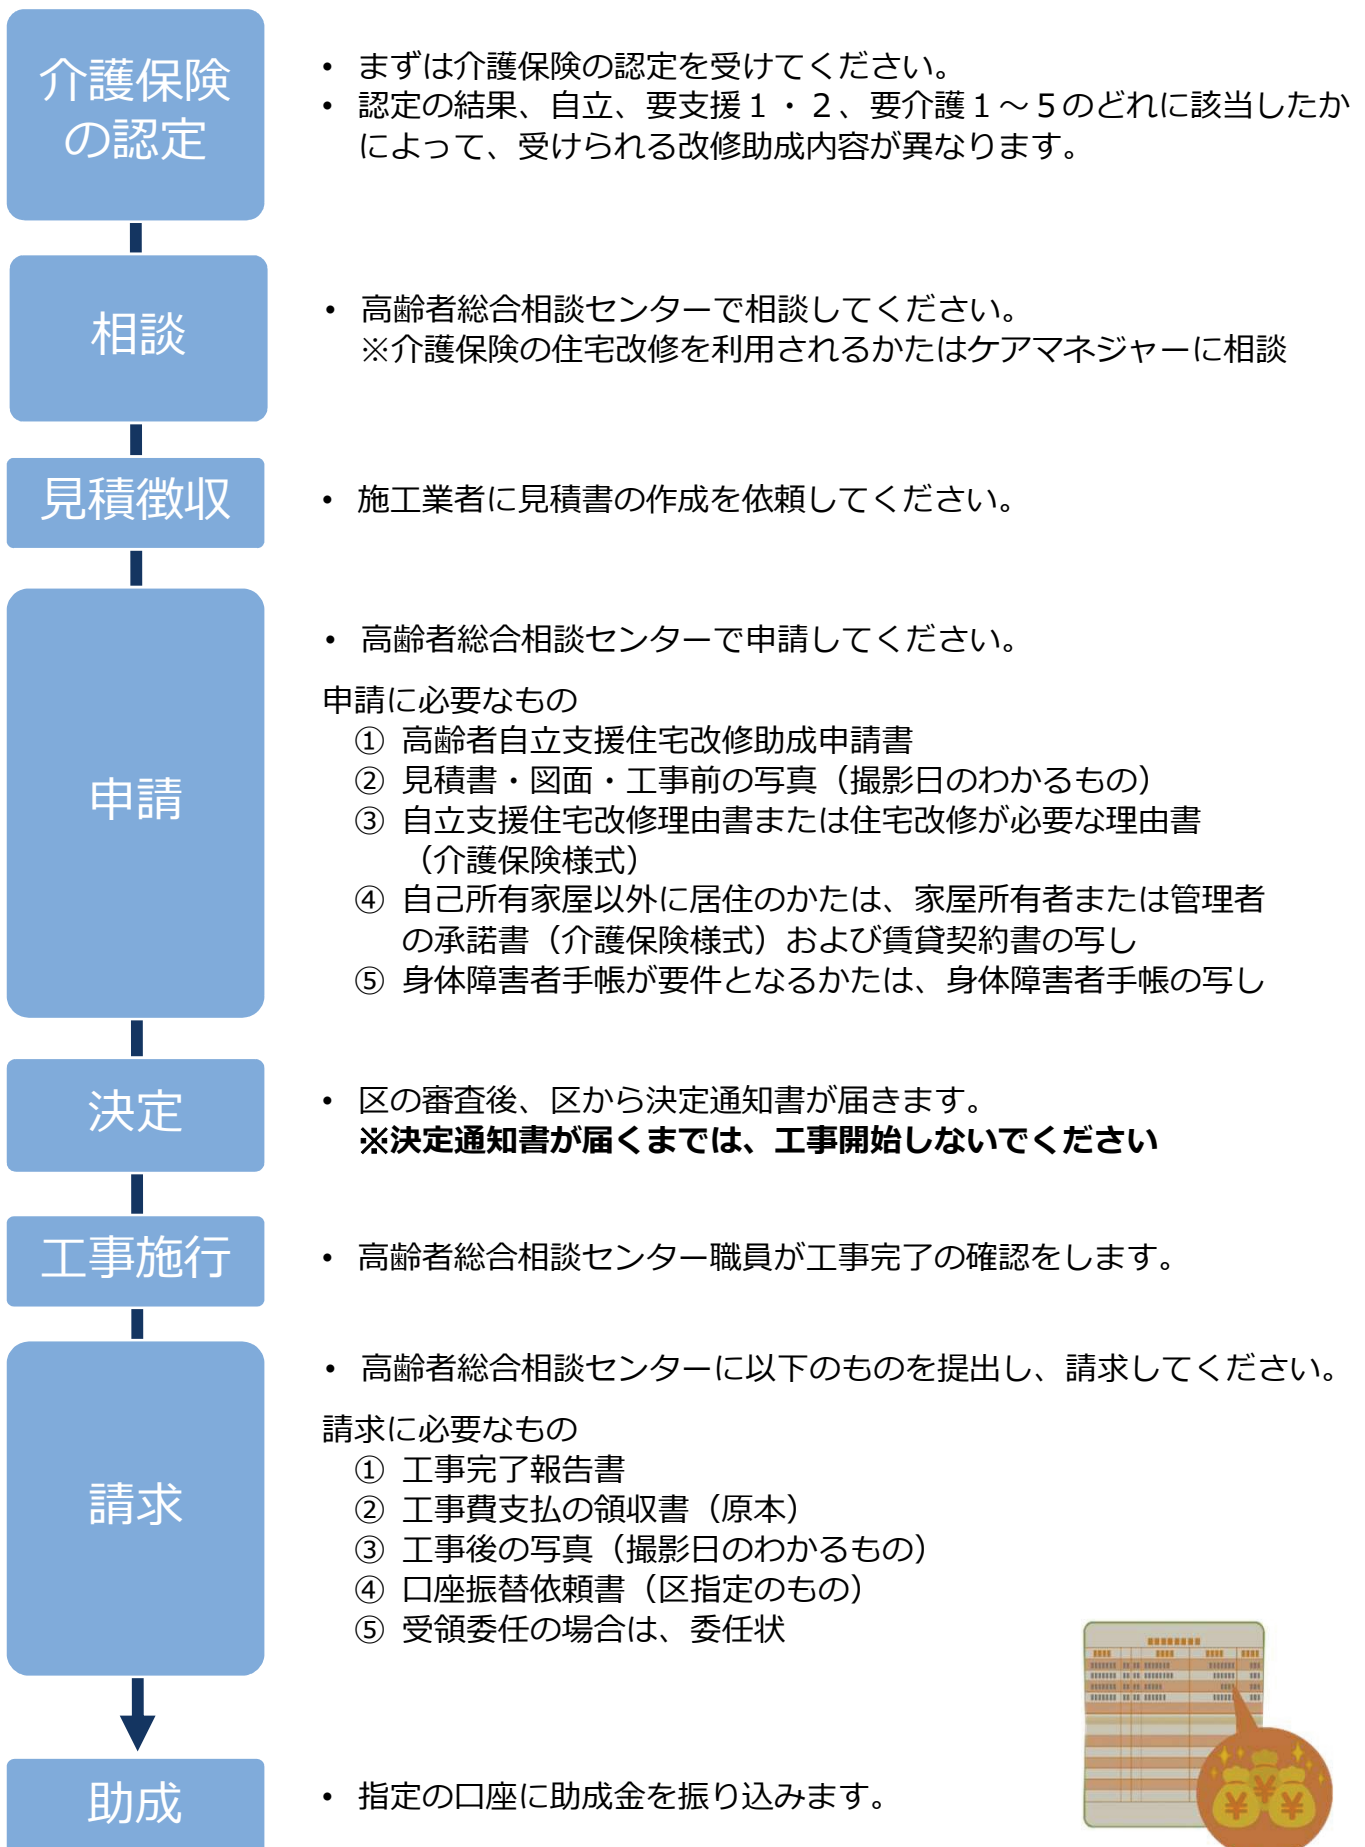 介護保険
の認定
• まずは介護保険の認定を受けてください。
• 認定の結果、自立、要支援１・２、要介護１～５のどれに該当したか
によって、受けられる改修助成内容が異なります。
相談
• 高齢者総合相談センターで相談してください。
※介護保険の住宅改修を利用されるかたはケアマネジャーに相談
見積徴収
• 施工業者に見積書の作成を依頼してください。
申請
• 高齢者総合相談センターで申請してください。
申請に必要なもの
① 高齢者自立支援住宅改修助成申請書
② 見積書・図面・工事前の写真（撮影日のわかるもの）
③ 自立支援住宅改修理由書または住宅改修が必要な理由書
（介護保険様式）
④ 自己所有家屋以外に居住のかたは、家屋所有者または管理者
の承諾書（介護保険様式）および賃貸契約書の写し
⑤ 身体障害者手帳が要件となるかたは、身体障害者手帳の写し
決定
• 区の審査後、区から決定通知書が届きます。
※決定通知書が届くまでは、工事開始しないでください
工事施行
• 高齢者総合相談センター職員が工事完了の確認をします。
請求
• 高齢者総合相談センターに以下のものを提出し、請求してください。
請求に必要なもの
① 工事完了報告書
② 工事費支払の領収書（原本）
③ 工事後の写真（撮影日のわかるもの）
④ 口座振替依頼書（区指定のもの）
⑤ 受領委任の場合は、委任状
助成
• 指定の口座に助成金を振り込みます。
¥ ¥ ¥